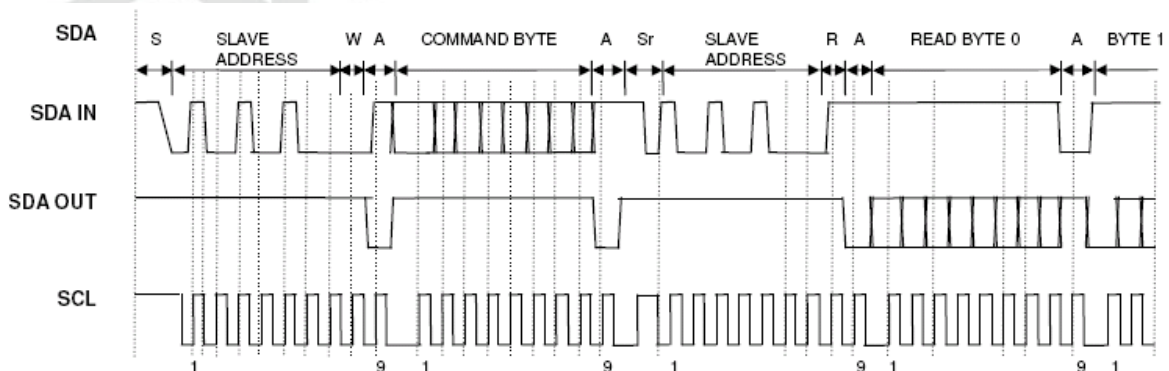 SDA S SLAVE W A COMMAND BYTE A Sr SLAVE R A READ BYTE 0 A BYTE 1
ADDRESS ADDRESS
SDA IN
SDA OUT
SCL
1 9 1 9 1 9 1 9 1